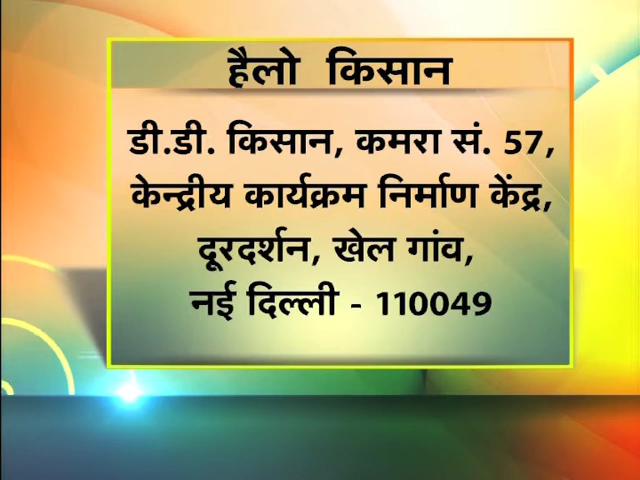 हैलो किसान
डी.डी. किसान, कमरा सं. 57,
केन्द्रीय कार्यक्रम निर्माण केंद्र,
दूरदर्शन, खेल गांव,
नई दिल्ली - 110049